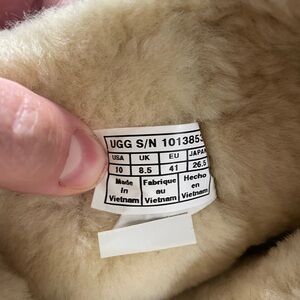 UGG S/N 1013853
USA UK EU JAPAN
10 8.5 41 26.5
Made in Vietnam
Fabrique au Vietnam
Hecho en Vietnam